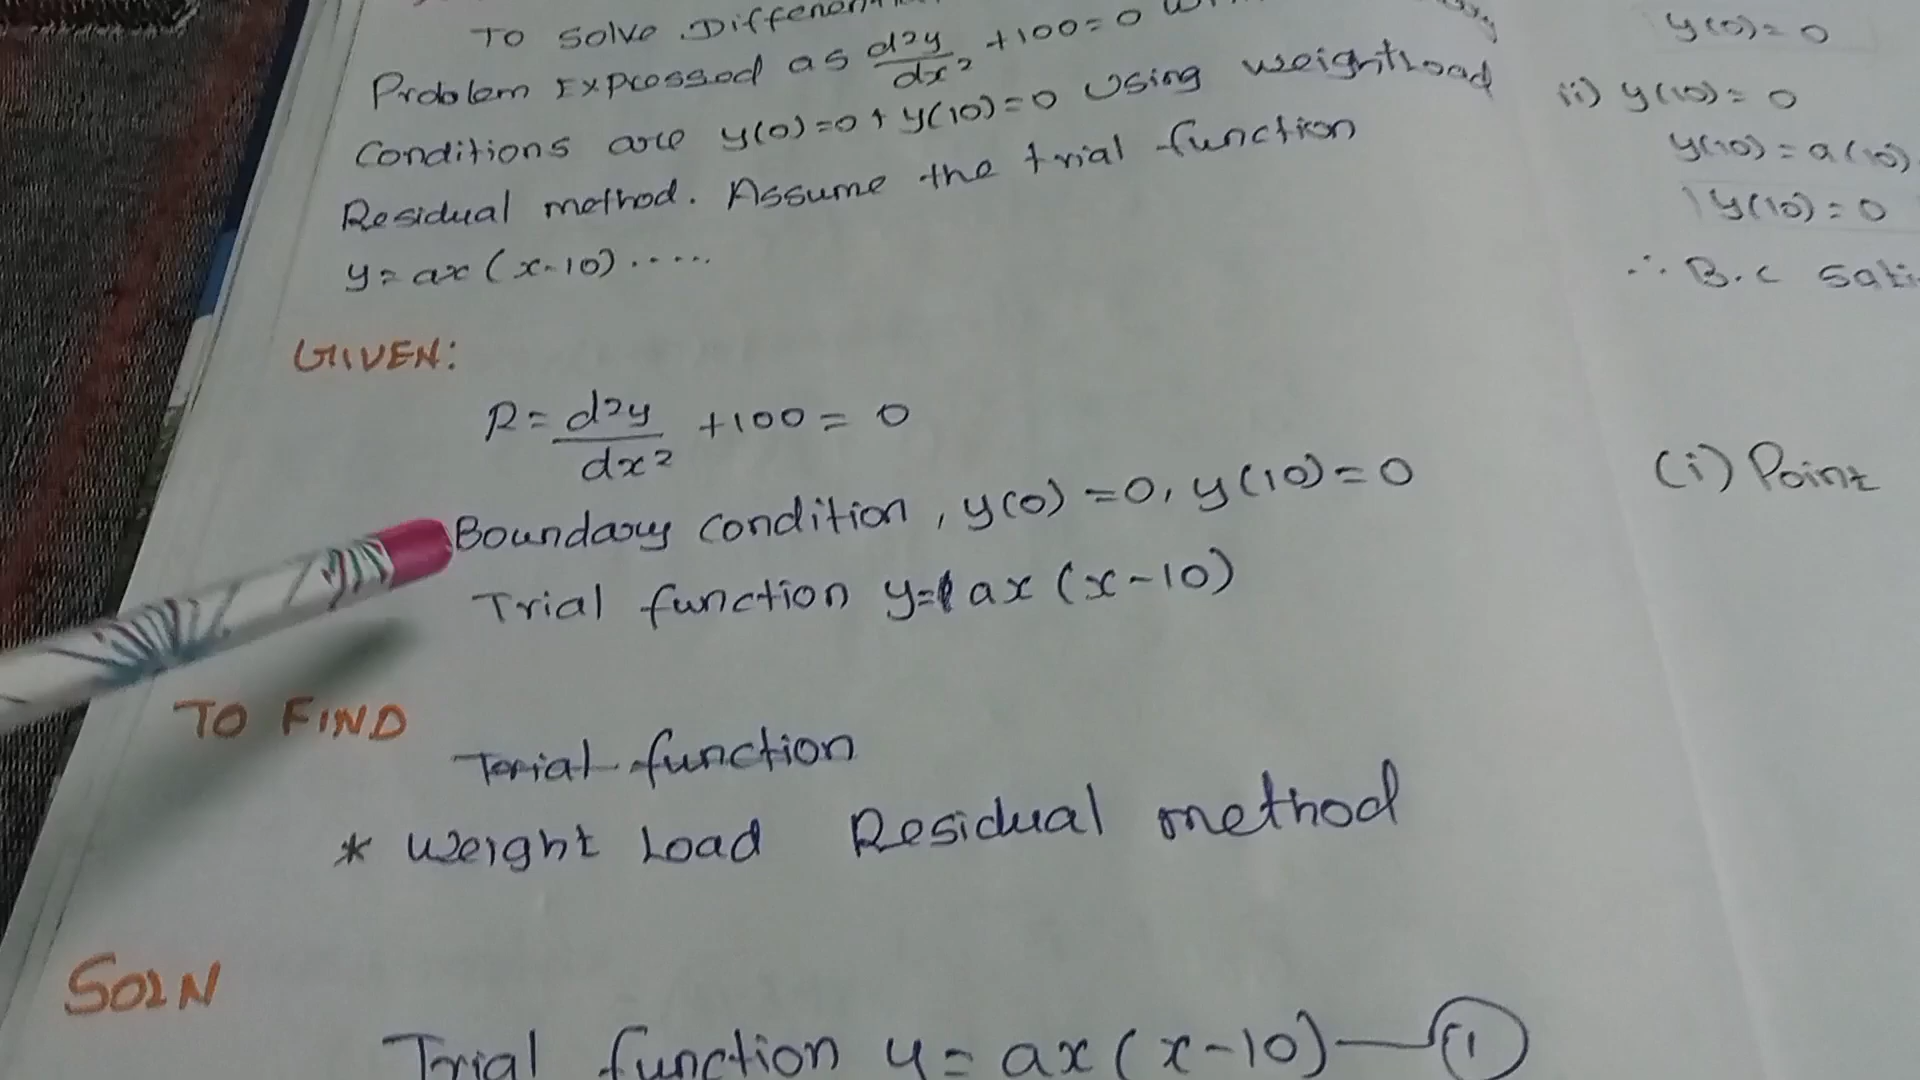 To solve
Problem Expressed as d²y/dx² +100=0
Conditions are y(0)=0 + y(10)=0 using weightload
Residual method. Assume the trial function
y= ax (x-10).....
GIVEN:
R= d²y/dx² +100 = 0
Boundary condition, y(0) =0, y(10)=0
Trial function y= ax (x-10)
TO FIND
Trial function
* Weight Load Residual method
SOLN
Trial function y= ax(x-10) — (1)
y(0)= 0
ii) y(10)= 0
y(10)= a(10)
y(10)=0
∴ B.C
(i) Point